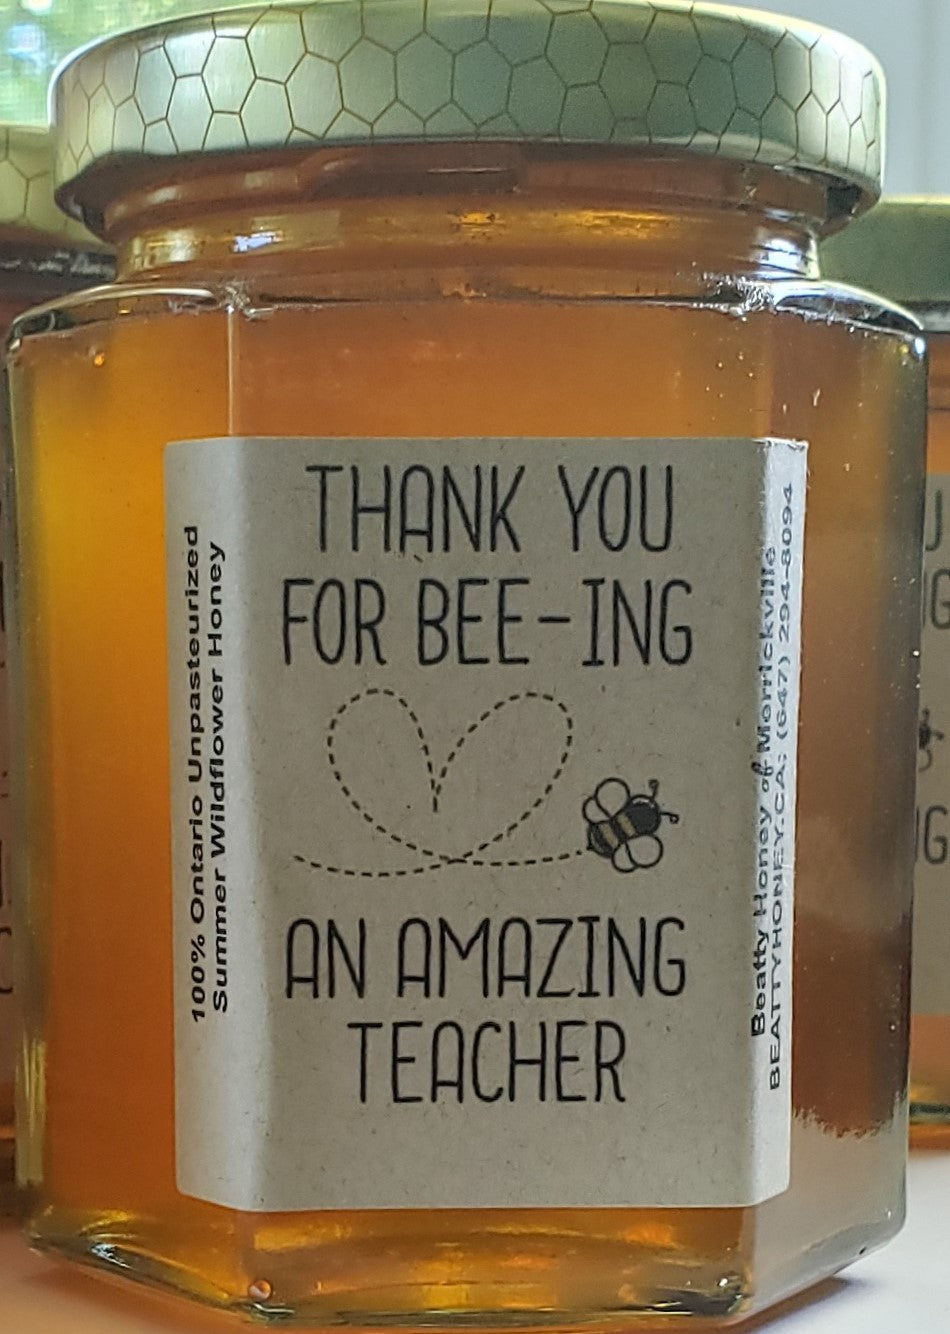 THANK YOU
FOR BEE-ING
AN AMAZING
TEACHER
100% Ontario Unpasteurized
Summer Wildflower Honey
Beatty Honey of Merrickville
BEATTYHONEY.CA; (647) 294-8094